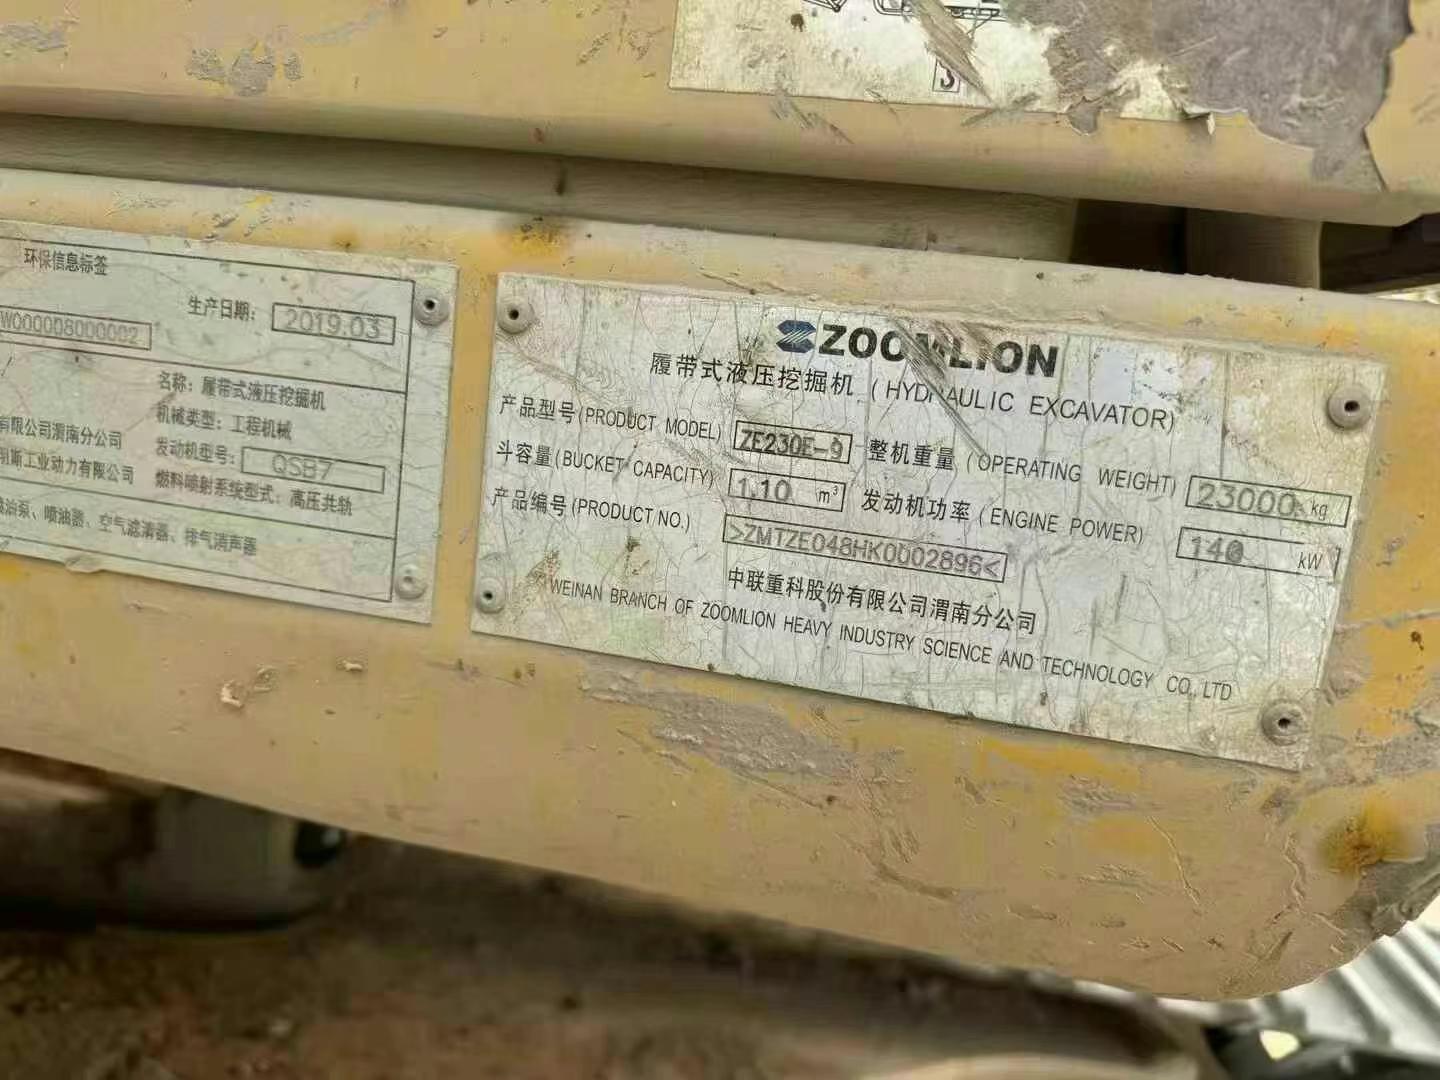 3
环保信息标签
生产日期: 2019.03
W000008000002
名称: 履带式液压挖掘机
机械类型: 工程机械
有限公司渭南分公司
发动机型号: QSB7
斯工业动力有限公司
燃料喷射系统型式: 高压共轨
油泵、喷油器、空气滤清器、排气消声器
ZOOMLION
履带式液压挖掘机 (HYDRAULIC EXCAVATOR)
产品型号(PRODUCT MODEL) ZE230E-9 整机重量 (OPERATING WEIGHT) 23000 kg
斗容量(BUCKET CAPACITY) 1.10 m³ 发动机功率 (ENGINE POWER) 140 kW
产品编号(PRODUCT NO.) >ZMTZE048HK0002896<
中联重科股份有限公司渭南分公司
WEINAN BRANCH OF ZOOMLION HEAVY INDUSTRY SCIENCE AND TECHNOLOGY CO., LTD